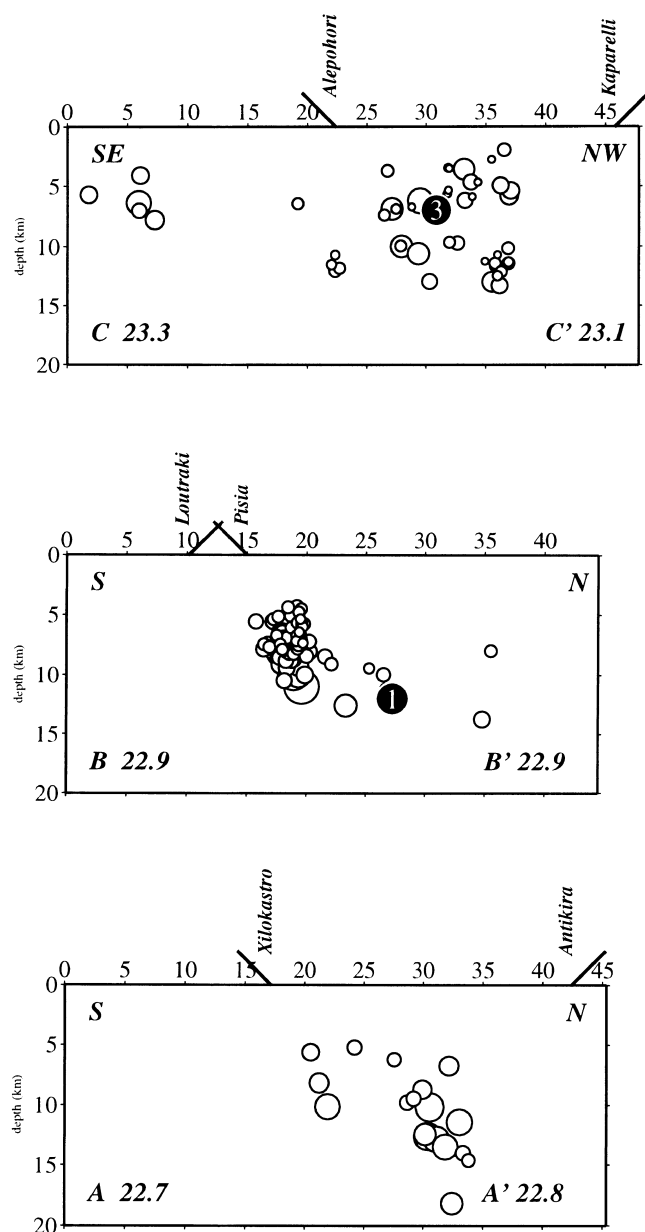 Alepohori Kaparelli
0 5 10 15 20 25 30 35 40 45
0
SE NW
5
3
depth (km)
10
15
C 23.3 C' 23.1
20
Loutraki Pisia
0 5 10 15 20 25 30 35 40
0
S N
5
depth (km)
10
1
15
B 22.9 B' 22.9
20
Xilokastro Antikira
0 5 10 15 20 25 30 35 40 45
0
S N
5
depth (km)
10
15
A 22.7 A' 22.8
20